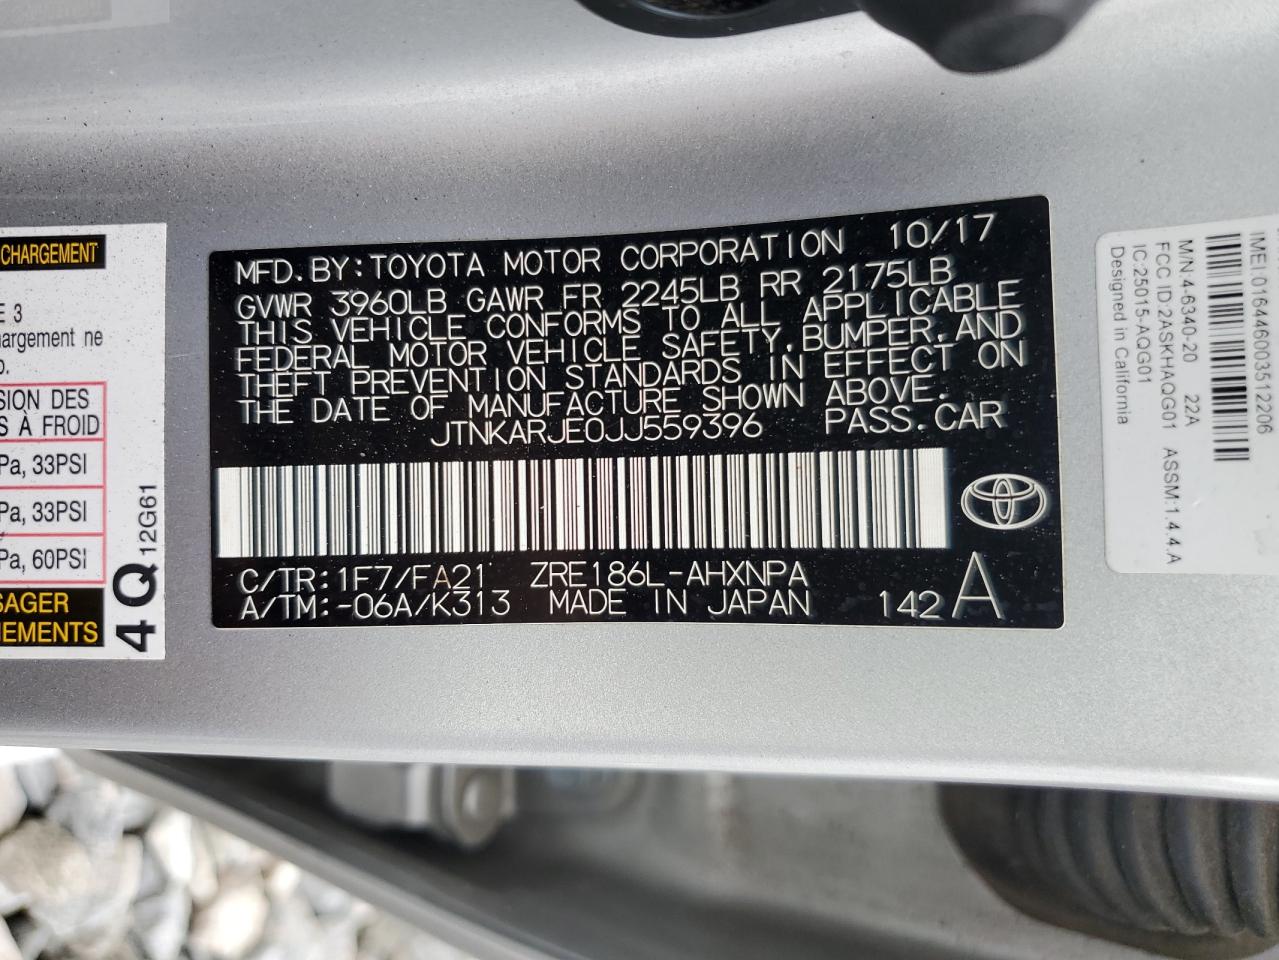 CHARGEMENT
E 3
hargement ne
o.
SION DES
S À FROID
Pa, 33PSI
Pa, 33PSI
Pa, 60PSI
SAGER
NEMENTS
4Q 12G61
MFD.BY:TOYOTA MOTOR CORPORATION 10/17
GVWR 3960LB GAWR FR 2245LB RR 2175LB
THIS VEHICLE CONFORMS TO ALL APPLICABLE
FEDERAL MOTOR VEHICLE SAFETY,BUMPER,AND
THEFT PREVENTION STANDARDS IN EFFECT ON
THE DATE OF MANUFACTURE SHOWN ABOVE.
JTNKARJE0JJ559396 PASS.CAR
C/TR:1F7/FA21 ZRE186L-AHXNPA
A/TM:-06A/K313 MADE IN JAPAN 142 A
IMEI:016446003512206
M/N:4-6340-20 22A
FCC ID:2ASKHAQG01 ASSM:1.4.4.A
IC:25015-AQG01
Designed in California